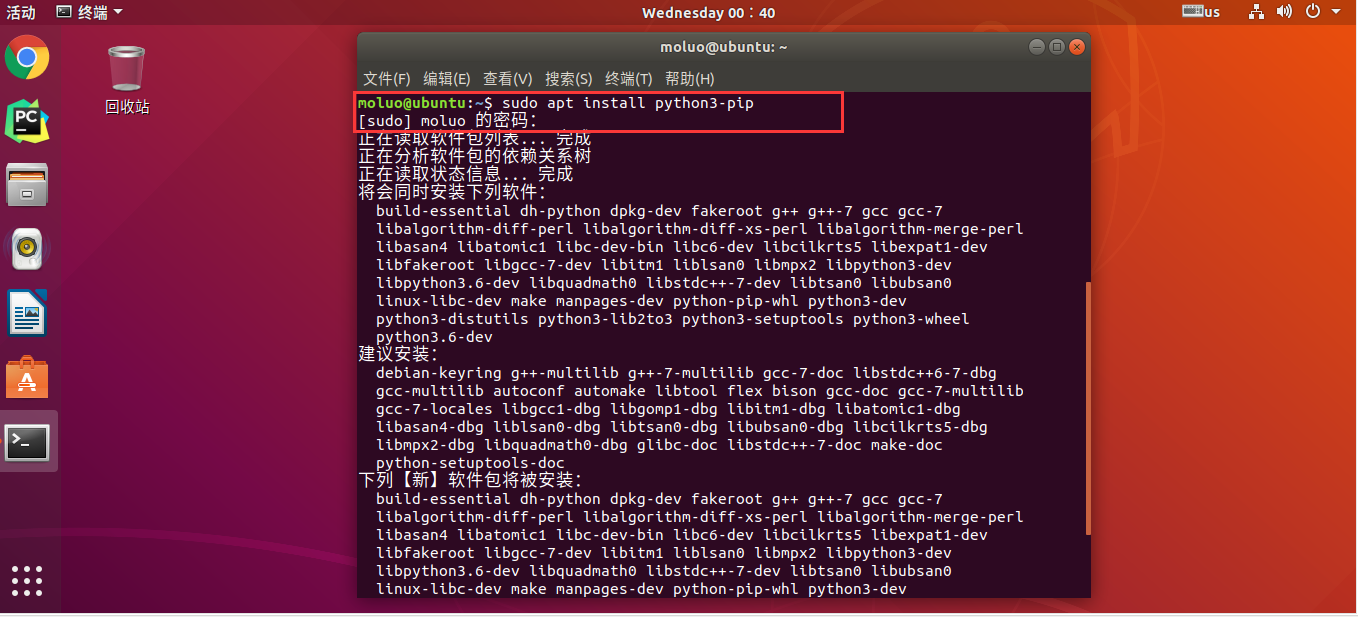 活动 终端 Wednesday 00：40 us
moluo@ubuntu: ~
文件(F) 编辑(E) 查看(V) 搜索(S) 终端(T) 帮助(H)
PC
回收站
moluo@ubuntu:~$ sudo apt install python3-pip
[sudo] moluo 的密码：
正在读取软件包列表... 完成
正在分析软件包的依赖关系树
正在读取状态信息... 完成
将会同时安装下列软件：
build-essential dh-python dpkg-dev fakeroot g++ g++-7 gcc gcc-7
libalgorithm-diff-perl libalgorithm-diff-xs-perl libalgorithm-merge-perl
libasan4 libatomic1 libc-dev-bin libc6-dev libcilkrts5 libexpat1-dev
libfakeroot libgcc-7-dev libitm1 liblsan0 libmpx2 libpython3-dev
libpython3.6-dev libquadmath0 libstdc++-7-dev libtsan0 libubsan0
linux-libc-dev make manpages-dev python-pip-whl python3-dev
python3-distutils python3-lib2to3 python3-setuptools python3-wheel
python3.6-dev
建议安装：
debian-keyring g++-multilib g++-7-multilib gcc-7-doc libstdc++6-7-dbg
gcc-multilib autoconf automake libtool flex bison gcc-doc gcc-7-multilib
gcc-7-locales libgcc1-dbg libgomp1-dbg libitm1-dbg libatomic1-dbg
libasan4-dbg liblsan0-dbg libtsan0-dbg libubsan0-dbg libcilkrts5-dbg
libmpx2-dbg libquadmath0-dbg glibc-doc libstdc++-7-doc make-doc
python-setuptools-doc
下列【新】软件包将被安装：
build-essential dh-python dpkg-dev fakeroot g++ g++-7 gcc gcc-7
libalgorithm-diff-perl libalgorithm-diff-xs-perl libalgorithm-merge-perl
libasan4 libatomic1 libc-dev-bin libc6-dev libcilkrts5 libexpat1-dev
libfakeroot libgcc-7-dev libitm1 liblsan0 libmpx2 libpython3-dev
libpython3.6-dev libquadmath0 libstdc++-7-dev libtsan0 libubsan0
linux-libc-dev make manpages-dev python-pip-whl python3-dev